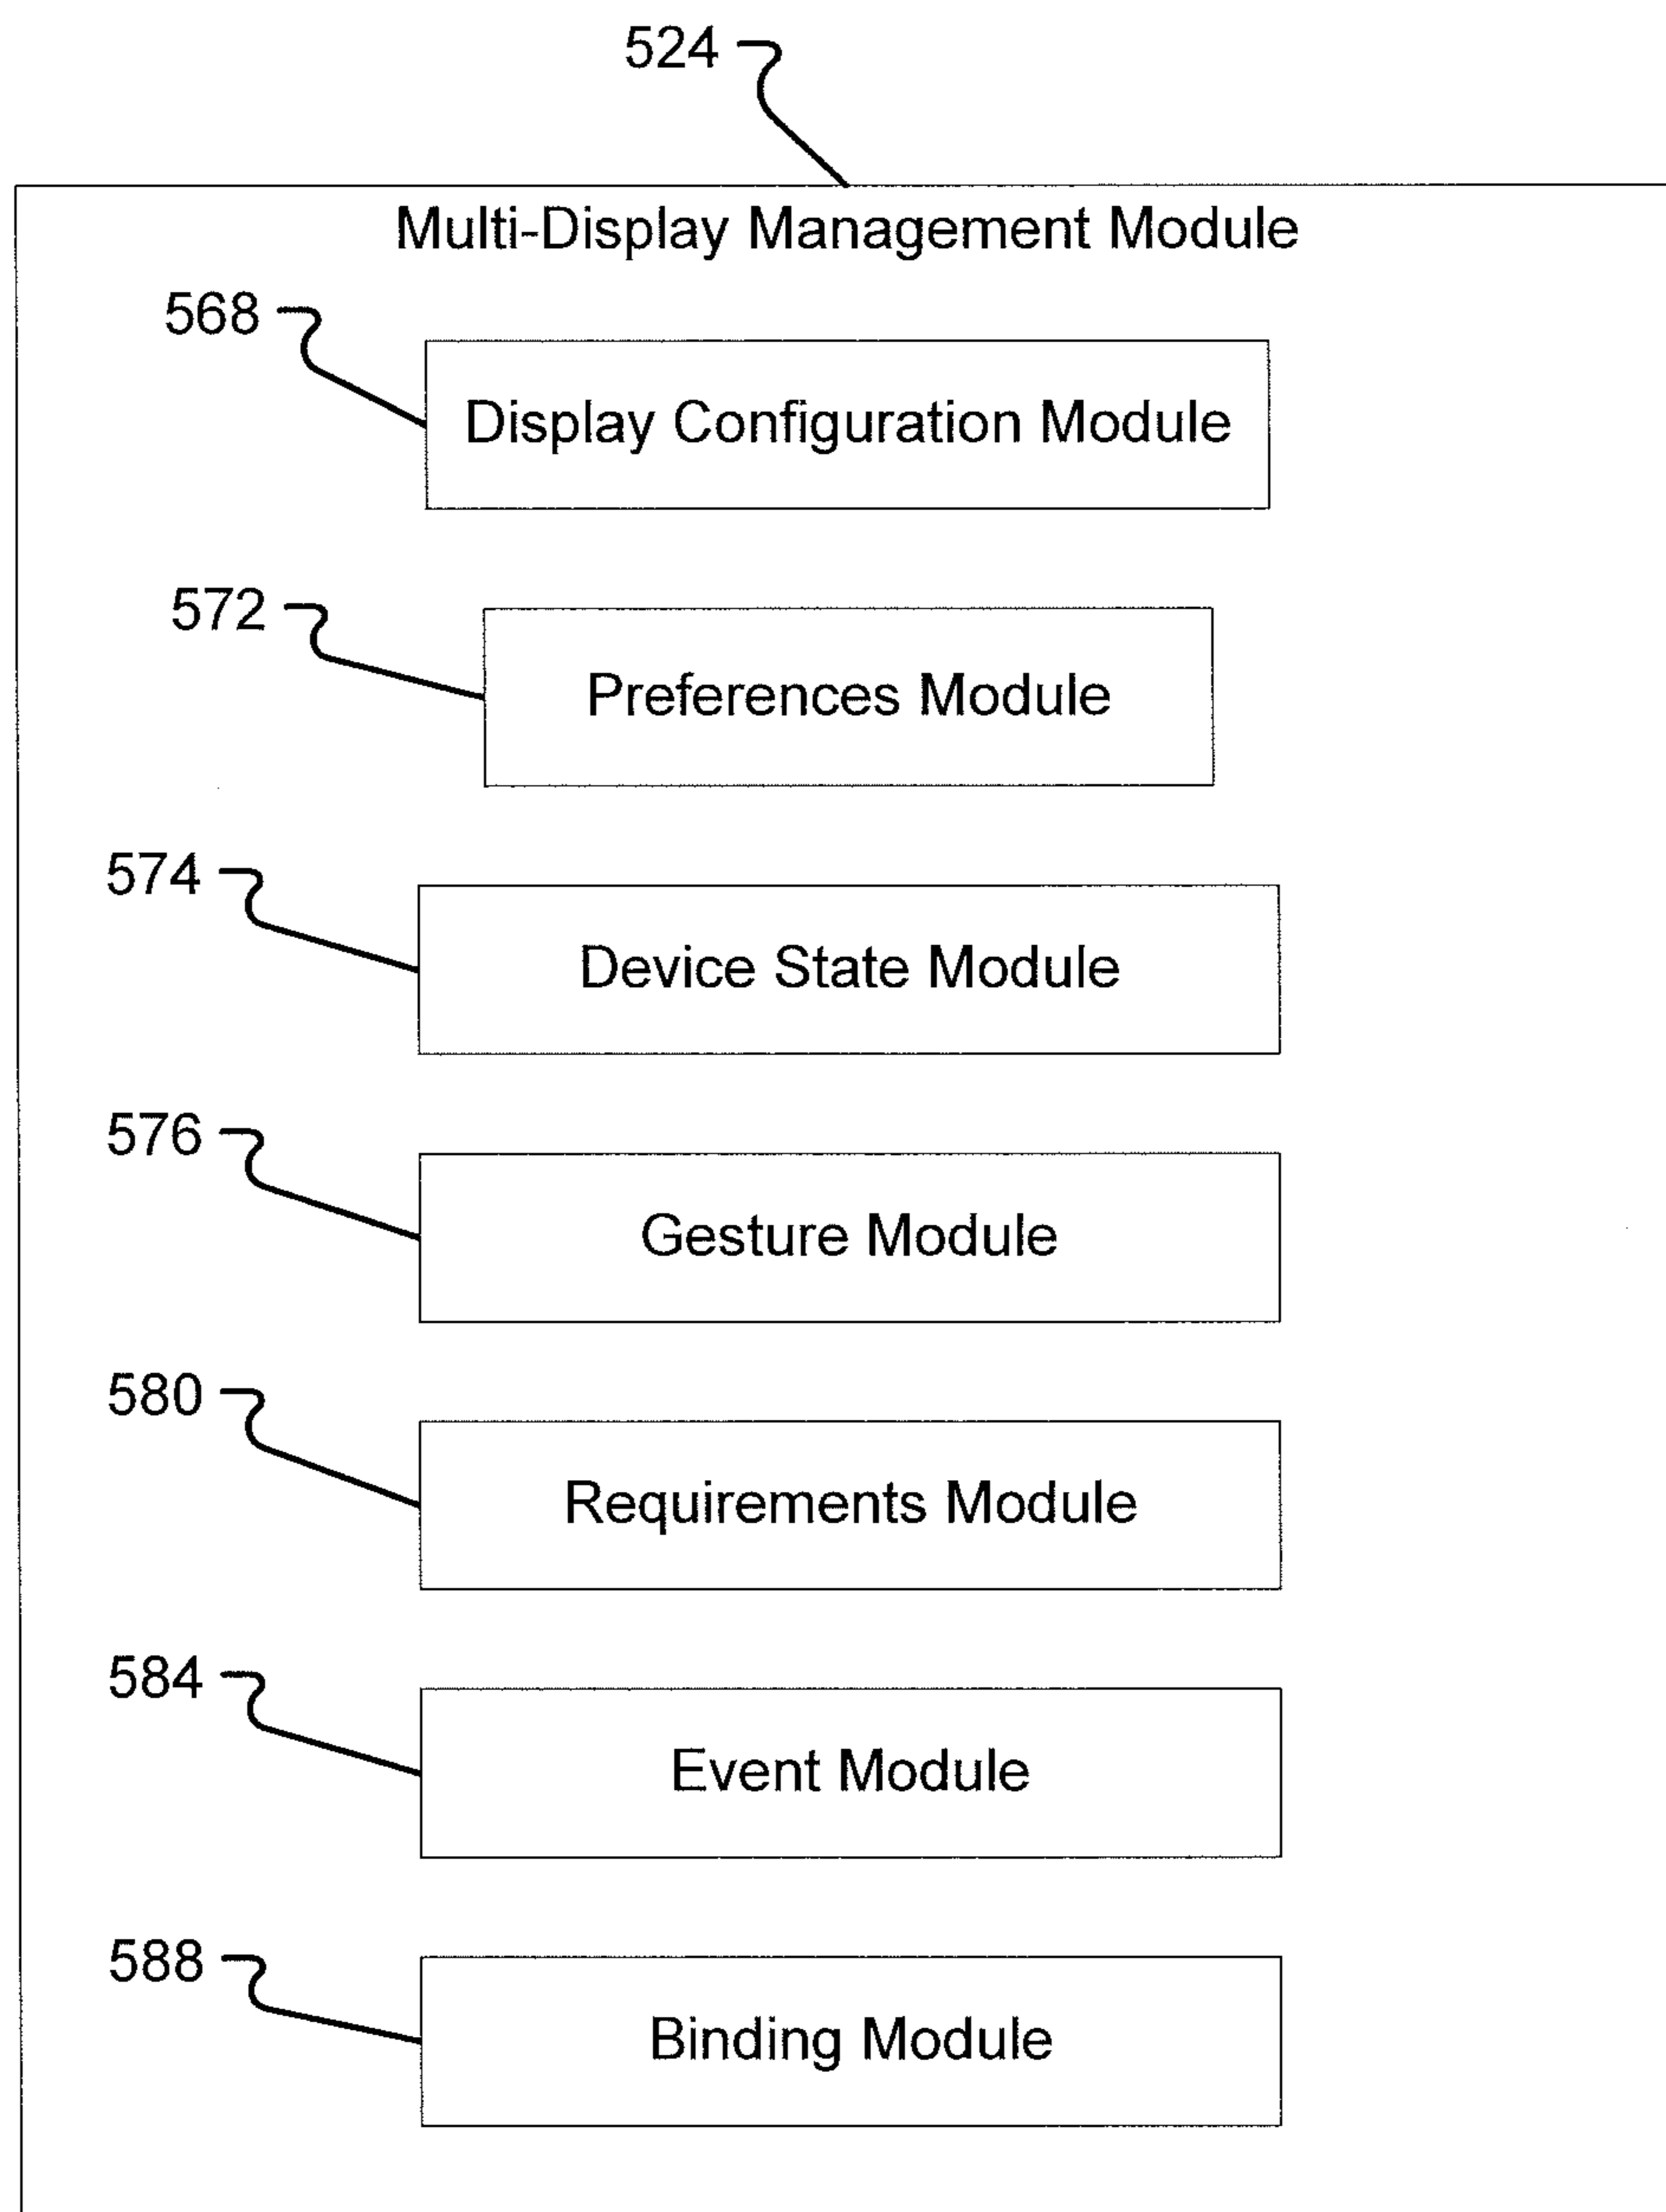 524
Multi-Display Management Module
568
Display Configuration Module
572
Preferences Module
574
Device State Module
576
Gesture Module
580
Requirements Module
584
Event Module
588
Binding Module